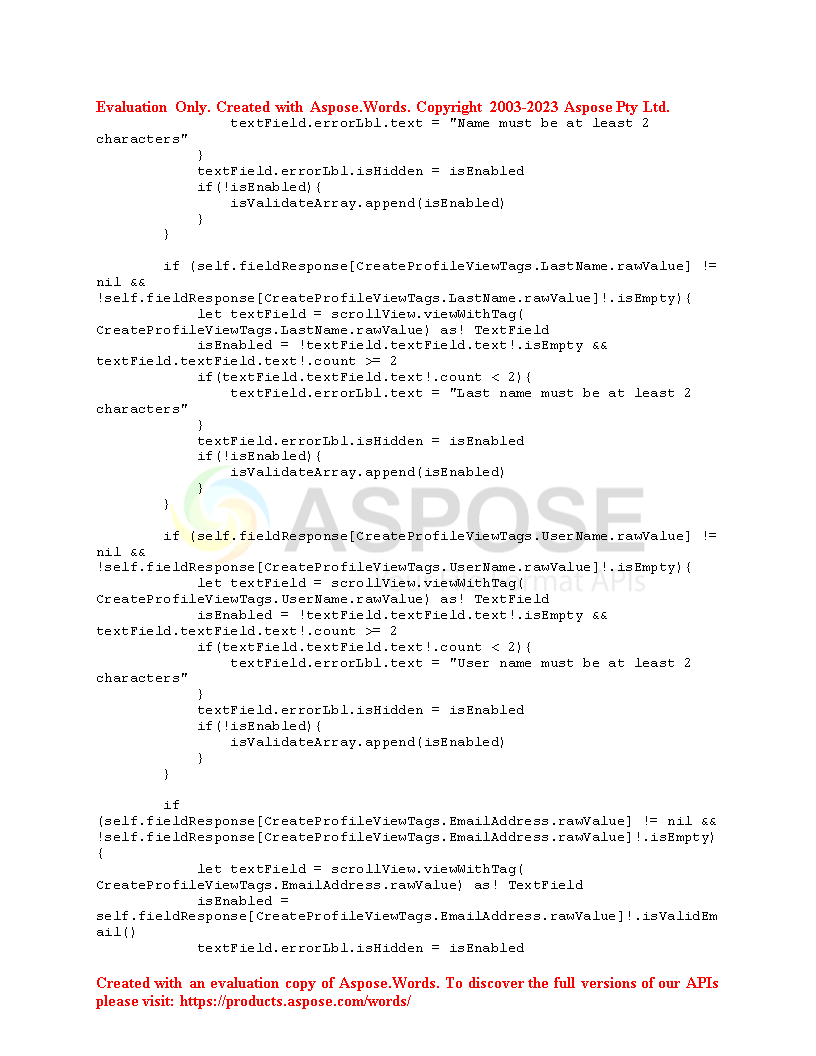 Evaluation Only. Created with Aspose.Words. Copyright 2003-2023 Aspose Pty Ltd.
                textField.errorLbl.text = "Name must be at least 2
characters"
            }
            textField.errorLbl.isHidden = isEnabled
            if(!isEnabled){
                isValidateArray.append(isEnabled)
            }
        }

        if (self.fieldResponse[CreateProfileViewTags.LastName.rawValue] !=
nil &&
!self.fieldResponse[CreateProfileViewTags.LastName.rawValue]!.isEmpty){
            let textField = scrollView.viewWithTag(
CreateProfileViewTags.LastName.rawValue) as! TextField
            isEnabled = !textField.textField.text!.isEmpty &&
textField.textField.text!.count >= 2
            if(textField.textField.text!.count < 2){
                textField.errorLbl.text = "Last name must be at least 2
characters"
            }
            textField.errorLbl.isHidden = isEnabled
            if(!isEnabled){
                isValidateArray.append(isEnabled)
            }
        }
ASPOSE

        if (self.fieldResponse[CreateProfileViewTags.UserName.rawValue] !=
nil &&
!self.fieldResponse[CreateProfileViewTags.UserName.rawValue]!.isEmpty){
            let textField = scrollView.viewWithTag(
APIs
CreateProfileViewTags.UserName.rawValue) as! TextField
            isEnabled = !textField.textField.text!.isEmpty &&
textField.textField.text!.count >= 2
            if(textField.textField.text!.count < 2){
                textField.errorLbl.text = "User name must be at least 2
characters"
            }
            textField.errorLbl.isHidden = isEnabled
            if(!isEnabled){
                isValidateArray.append(isEnabled)
            }
        }

        if
(self.fieldResponse[CreateProfileViewTags.EmailAddress.rawValue] != nil &&
!self.fieldResponse[CreateProfileViewTags.EmailAddress.rawValue]!.isEmpty)
{
            let textField = scrollView.viewWithTag(
CreateProfileViewTags.EmailAddress.rawValue) as! TextField
            isEnabled =
self.fieldResponse[CreateProfileViewTags.EmailAddress.rawValue]!.isValidEm
ail()
            textField.errorLbl.isHidden = isEnabled
Created with an evaluation copy of Aspose.Words. To discover the full versions of our APIs
please visit: https://products.aspose.com/words/